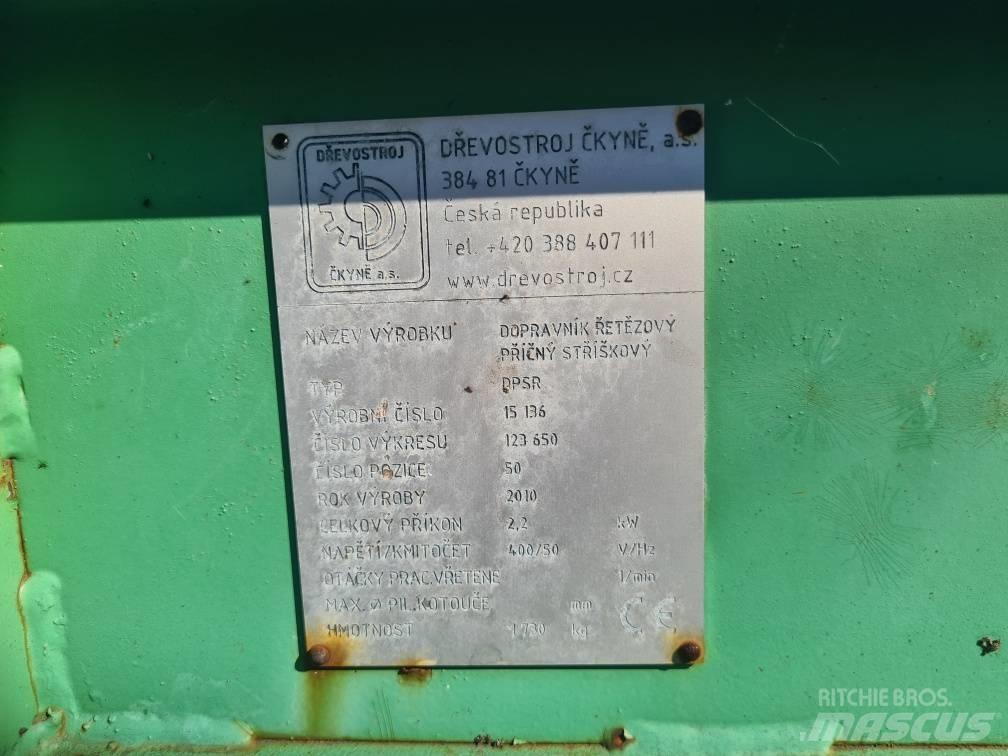 DŘEVOSTROJ
ČKYNĚ a.s.
DŘEVOSTROJ ČKYNĚ, a.s.
384 81 ČKYNĚ
Česká republika
tel. +420 388 407 111
www.drevostroj.cz
NÁZEV VÝROBKU DOPRAVNÍK ŘETĚZOVÝ
PŘÍČNÝ STŘÍŠKOVÝ
TYP DPSR
VÝROBNÍ ČÍSLO 15 136
ČÍSLO VÝKRESU 123 650
ČÍSLO POZICE 50
ROK VÝROBY 2010
CELKOVÝ PŘÍKON 2,2 kW
NAPĚTÍ/KMITOČET 400/50 V/Hz
OTÁČKY PRAC.VŘETENE 1/min
MAX. Ø PIL.KOTOUČE mm
HMOTNOST 1 730 kg
CE
RITCHIE BROS.
MASCUS